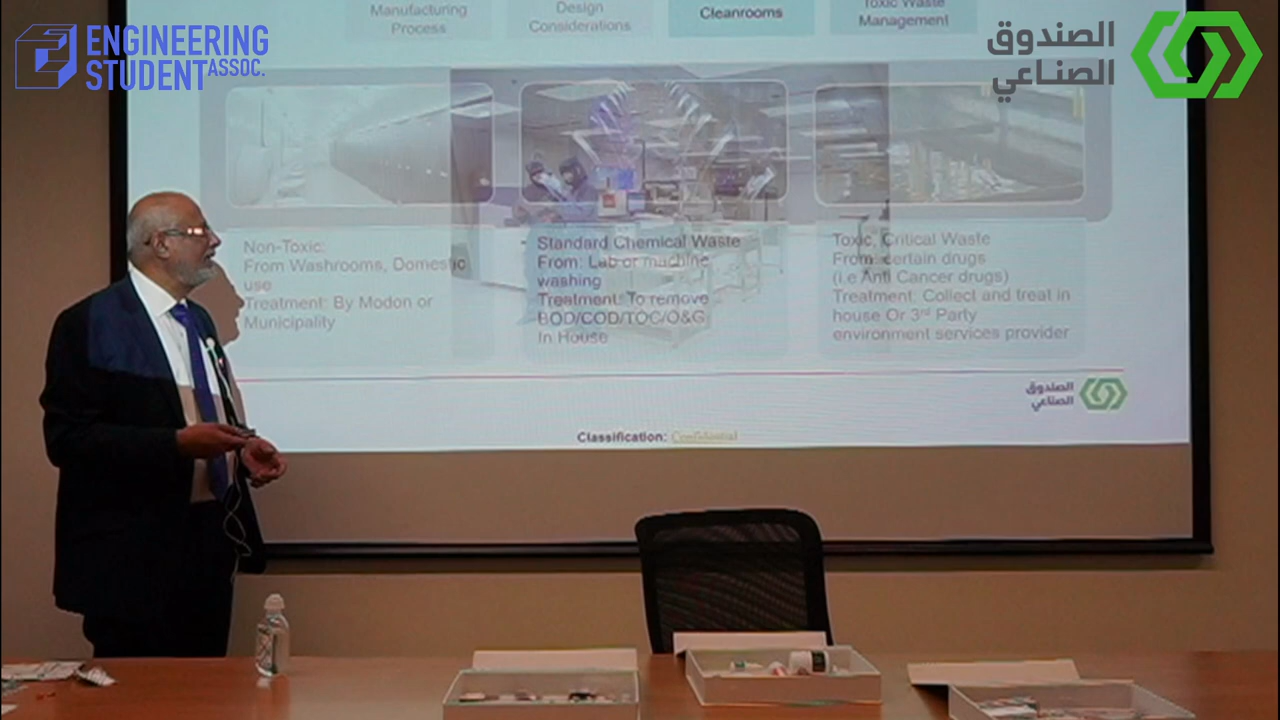 ENGINEERING
STUDENT ASSOC.
الصندوق
الصناعي
Manufacturing
Process
Design
Considerations
Cleanrooms
Toxic Waste
Management
Non-Toxic:
From Washrooms, Domestic
use
Treatment: By Modon or
Municipality
Standard Chemical Waste
From: Lab or machine
washing
Treatment: To remove
BOD/COD/TOC/O&G
In House
Toxic, Critical Waste
From: certain drugs
(i.e Anti Cancer drugs)
Treatment: Collect and treat in
house Or 3rd Party
environment services provider
الصندوق
الصناعي
Classification: Confidential